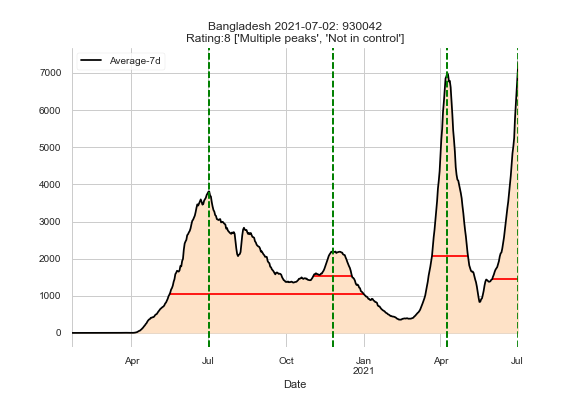 Bangladesh 2021-07-02: 930042
Rating:8 ['Multiple peaks', 'Not in control']
Average-7d
7000
6000
5000
4000
3000
2000
1000
0
Apr Jul Oct Jan Apr Jul
2021
Date